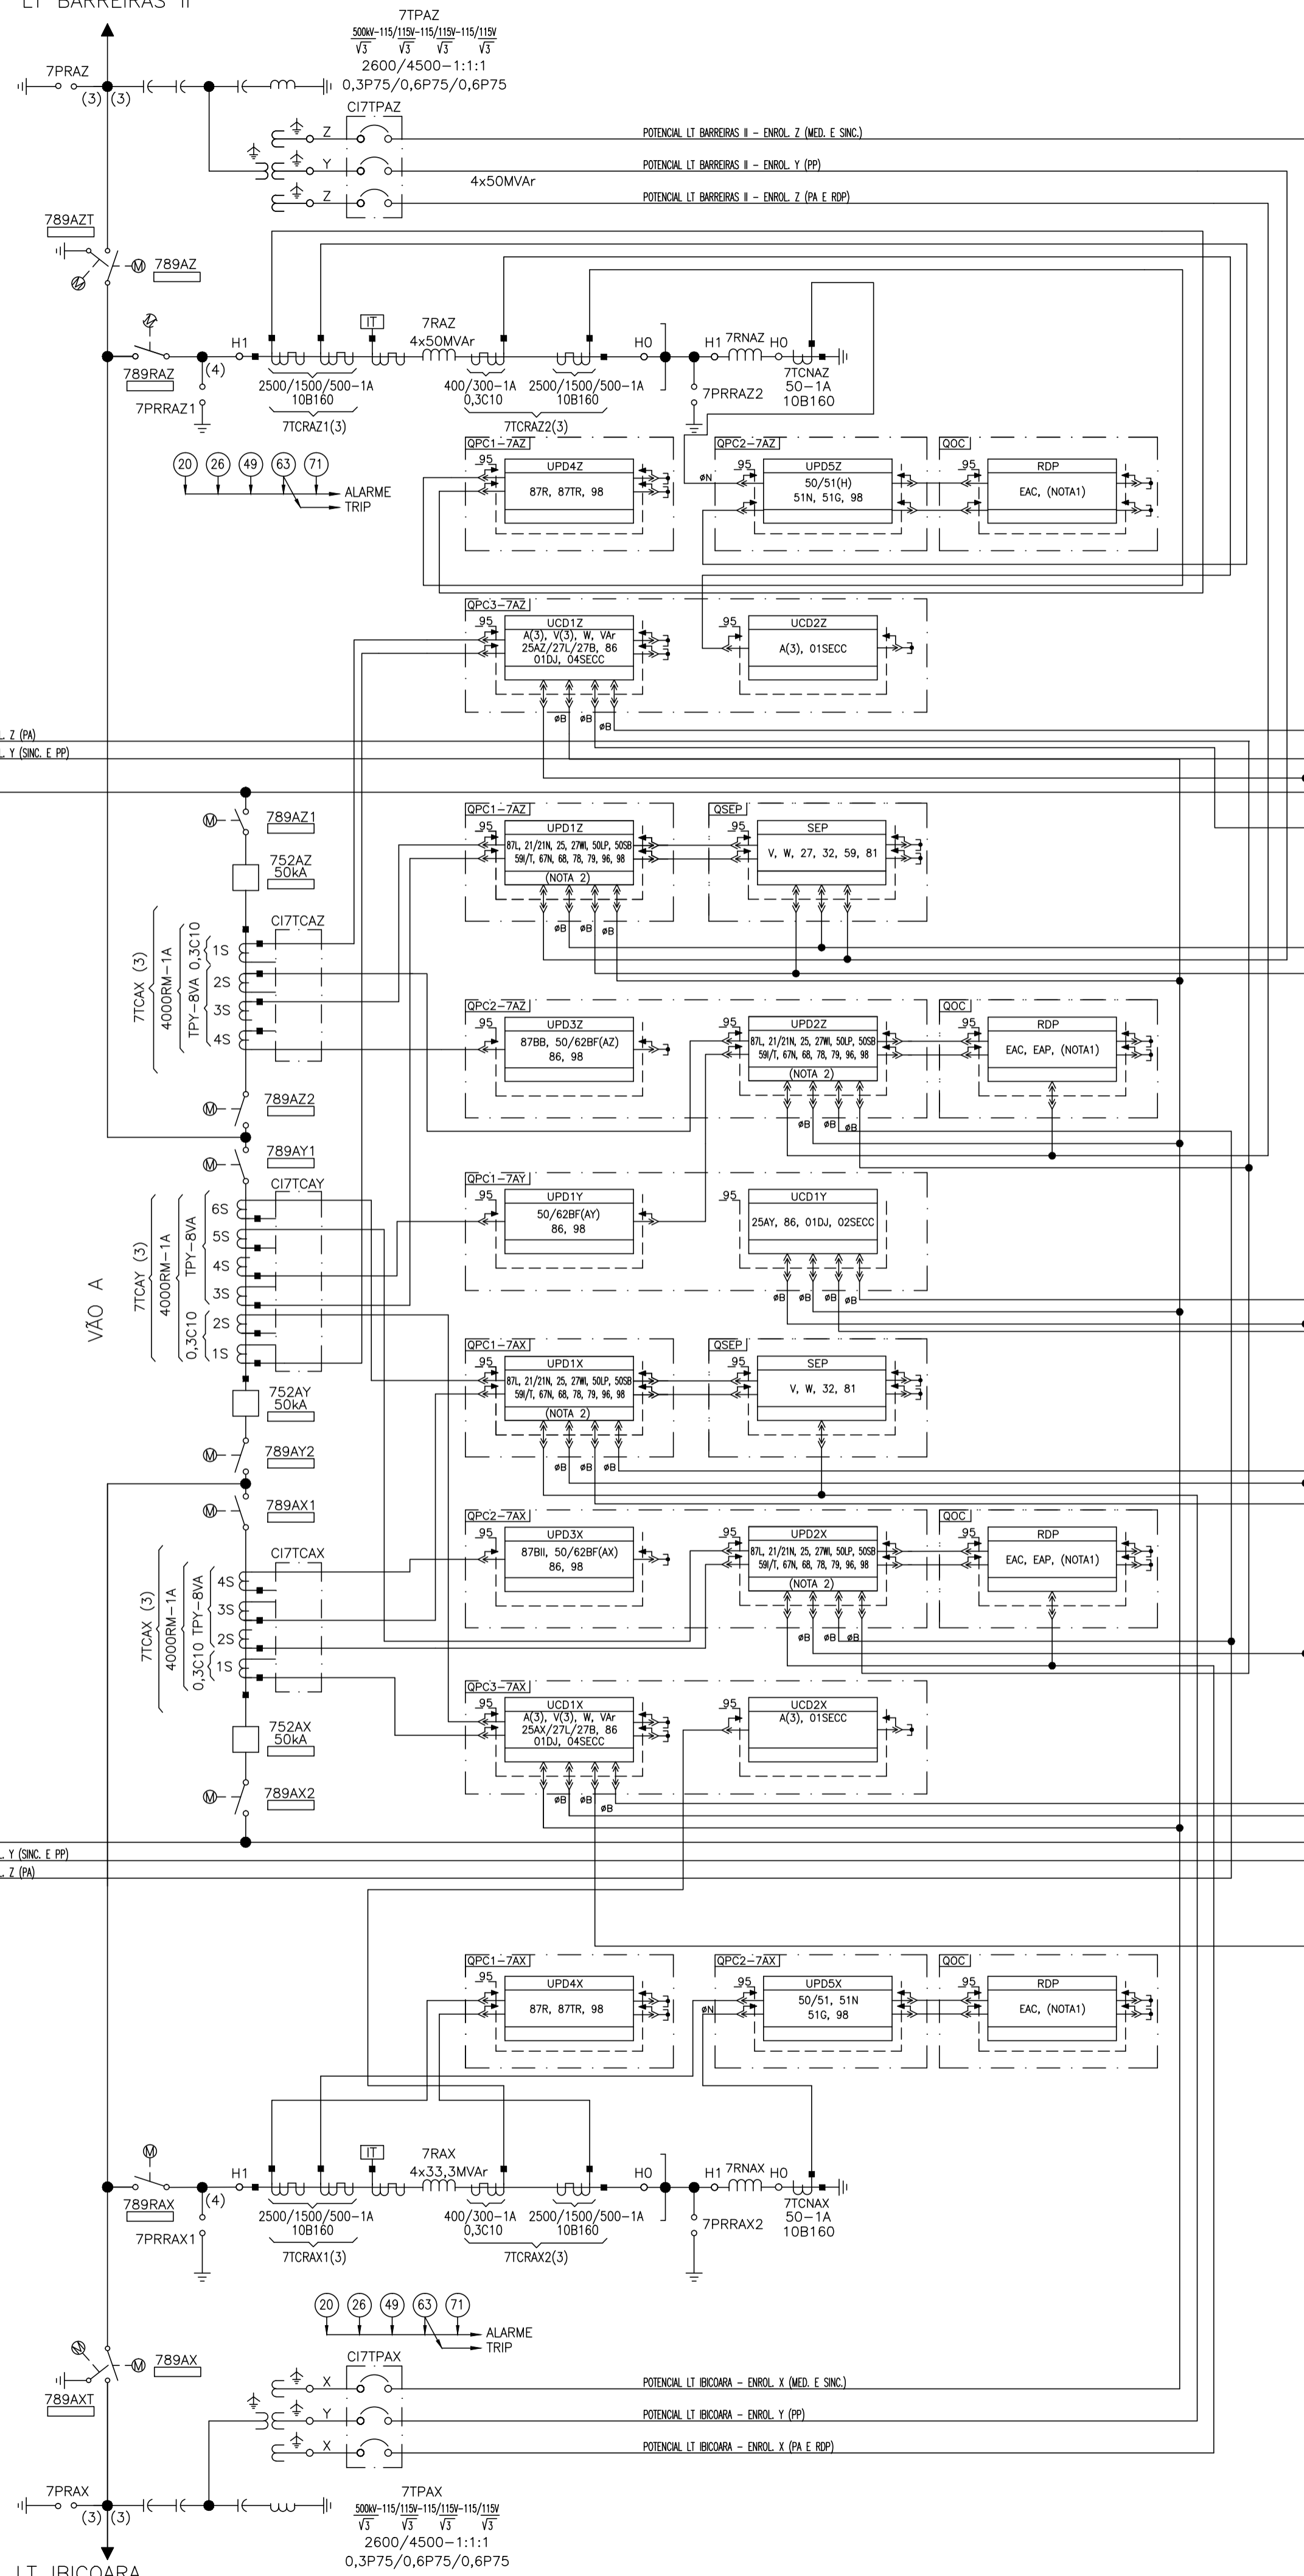 LT BARREIRAS II
7TPAZ
500kV-115/115V-115/115V-115/115V
√3 √3 √3 √3
2600/4500-1:1:1
0,3P75/0,6P75/0,6P75
7PRAZ
(3) (3)
CI7TPAZ
Z
POTENCIAL LT BARREIRAS II - ENROL. Z (MED. E SINC.)
Y
POTENCIAL LT BARREIRAS II - ENROL. Y (PP)
4x50MVAr
Z
POTENCIAL LT BARREIRAS II - ENROL. Z (PA E RDP)
789AZT
M
789AZ
M
M
IT
7RAZ
4x50MVAr
H1
789RAZ
(4)
7PRRAZ1
2500/1500/500-1A
10B160
7TCRAZ1(3)
400/300-1A
0,3C10
2500/1500/500-1A
10B160
7TCRAZ2(3)
H0
H1
7RNAZ
H0
7PRRAZ2
7TCNAZ
50-1A
10B160
20 26 49 63 71
ALARME
TRIP
QPC1-7AZ
95
UPD4Z
87R, 87TR, 98
QPC2-7AZ
95
øN
UPD5Z
50/51(H)
51N, 51G, 98
QOC
95
RDP
EAC, (NOTA1)
QPC3-7AZ
95
UCD1Z
A(3), V(3), W, VAr
25AZ/27L/27B, 86
01DJ, 04SECC
øB øB øB
95
UCD2Z
A(3), 01SECC
L. Z (PA)
L. Y (SINC. E PP)
M
789AZ1
752AZ
50kA
QPC1-7AZ
95
UPD1Z
87L, 21/21N, 25, 27WI, 50LP, 50SB
59I/T, 67N, 68, 78, 79, 96, 98
(NOTA 2)
øB øB øB
QSEP
95
SEP
V, W, 27, 32, 59, 81
CI7TCAZ
7TCAX (3)
4000RM-1A
TPY-8VA 0,3C10
1S
2S
3S
4S
QPC2-7AZ
95
UPD3Z
87BB, 50/62BF(AZ)
86, 98
95
UPD2Z
87L, 21/21N, 25, 27WI, 50LP, 50SB
59I/T, 67N, 68, 78, 79, 96, 98
(NOTA 2)
øB øB øB
QOC
95
RDP
EAC, EAP, (NOTA1)
M
789AZ2
M
789AY1
CI7TCAY
VÃO A
7TCAY (3)
4000RM-1A
TPY-8VA
0,3C10
6S
5S
4S
3S
2S
1S
QPC1-7AY
95
UPD1Y
50/62BF(AY)
86, 98
95
UCD1Y
25AY, 86, 01DJ, 02SECC
øB øB øB
QPC1-7AX
95
UPD1X
87L, 21/21N, 25, 27WI, 50LP, 50SB
59I/T, 67N, 68, 78, 79, 96, 98
(NOTA 2)
øB øB øB
QSEP
95
SEP
V, W, 32, 81
752AY
50kA
M
789AY2
M
789AX1
QPC2-7AX
95
UPD3X
87BII, 50/62BF(AX)
86, 98
95
UPD2X
87L, 21/21N, 25, 27WI, 50LP, 50SB
59I/T, 67N, 68, 78, 79, 96, 98
(NOTA 2)
øB øB øB
QOC
95
RDP
EAC, EAP, (NOTA1)
CI7TCAX
7TCAX (3)
4000RM-1A
0,3C10 TPY-8VA
4S
3S
2S
1S
QPC3-7AX
95
UCD1X
A(3), V(3), W, VAr
25AX/27L/27B, 86
01DJ, 04SECC
øB øB øB
95
UCD2X
A(3), 01SECC
752AX
50kA
M
789AX2
L. Y (SINC. E PP)
L. Z (PA)
QPC1-7AX
95
UPD4X
87R, 87TR, 98
QPC2-7AX
95
øN
UPD5X
50/51, 51N
51G, 98
QOC
95
RDP
EAC, (NOTA1)
M
IT
7RAX
4x33,3MVAr
H1
789RAX
(4)
7PRRAX1
2500/1500/500-1A
10B160
7TCRAX1(3)
400/300-1A
0,3C10
2500/1500/500-1A
10B160
7TCRAX2(3)
H0
H1
7RNAX
H0
7PRRAX2
7TCNAX
50-1A
10B160
20 26 49 63 71
ALARME
TRIP
M
M
789AX
789AXT
CI7TPAX
X
POTENCIAL LT IBICOARA - ENROL. X (MED. E SINC.)
Y
POTENCIAL LT IBICOARA - ENROL. Y (PP)
X
POTENCIAL LT IBICOARA - ENROL. X (PA E RDP)
7PRAX
(3) (3)
7TPAX
500kV-115/115V-115/115V-115/115V
√3 √3 √3 √3
2600/4500-1:1:1
0,3P75/0,6P75/0,6P75
LT IBICOARA